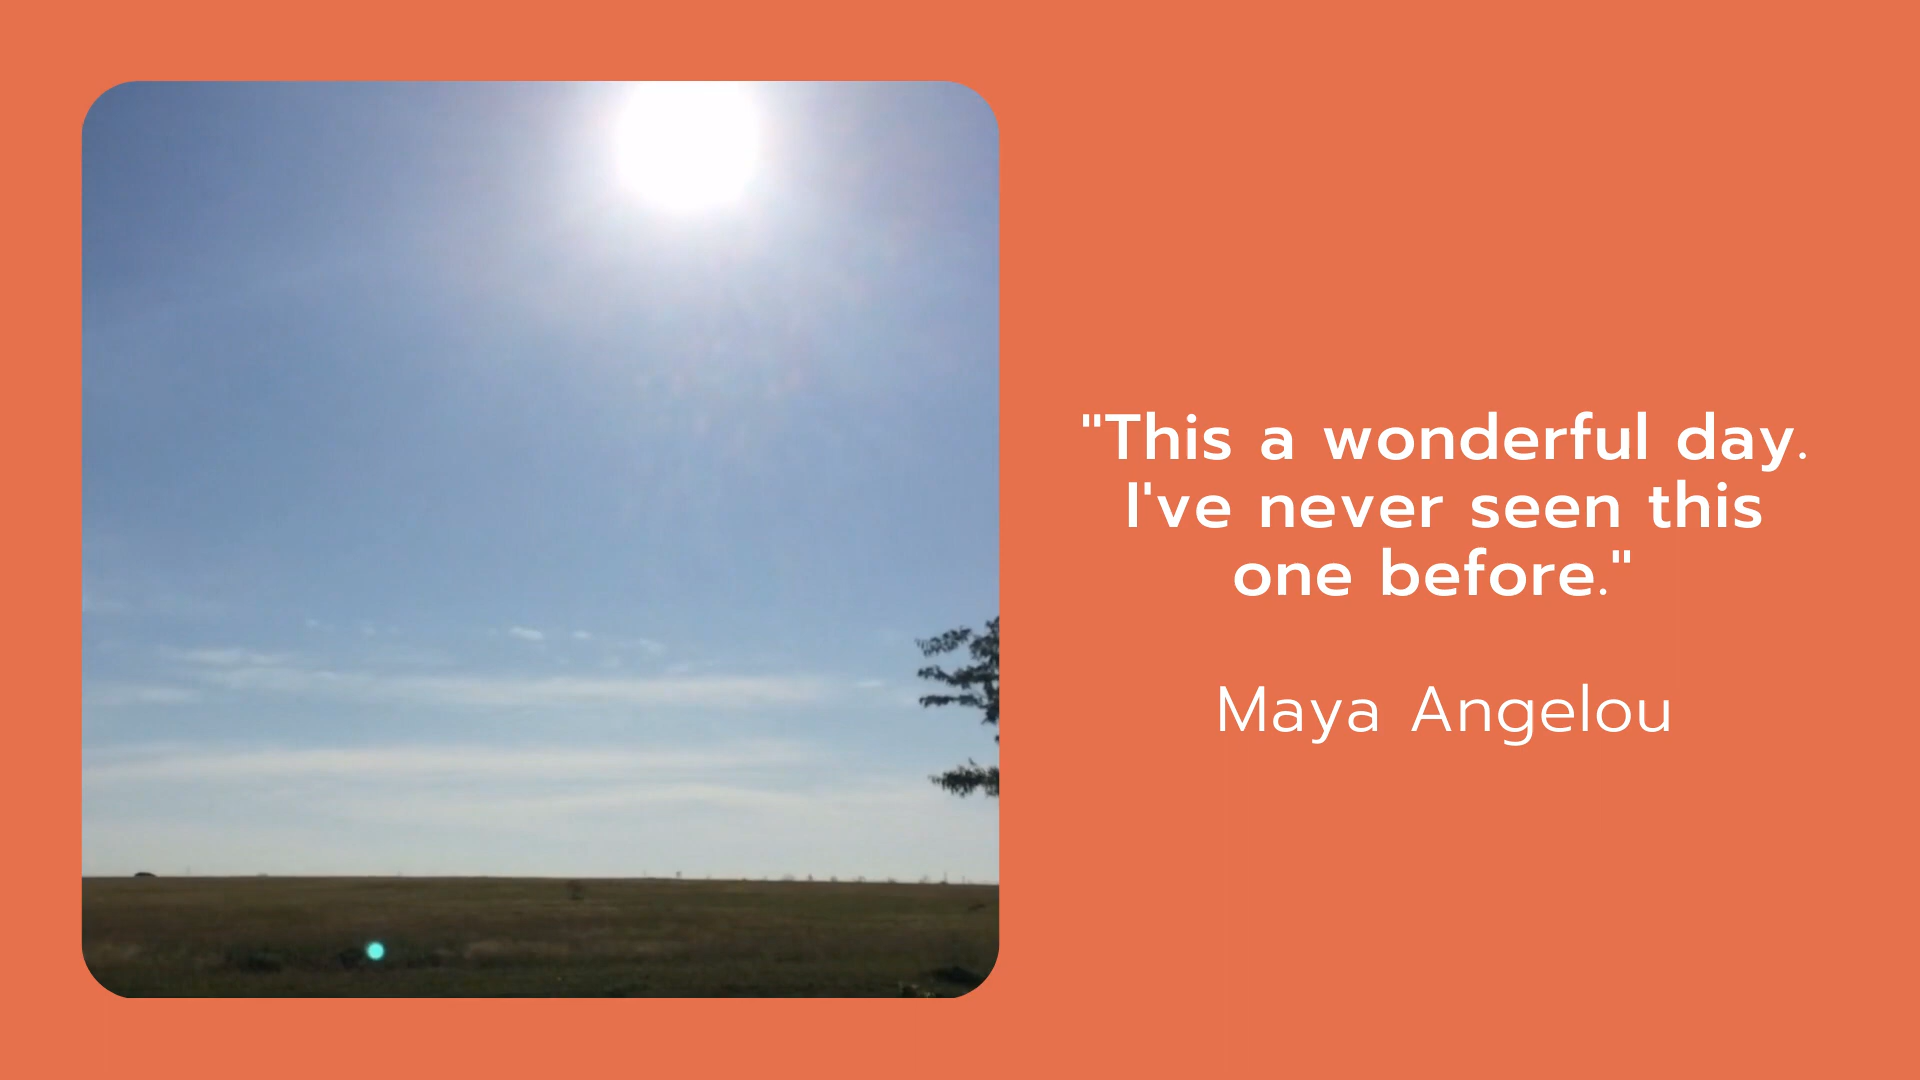 "This a wonderful day.
I've never seen this
one before."
Maya Angelou